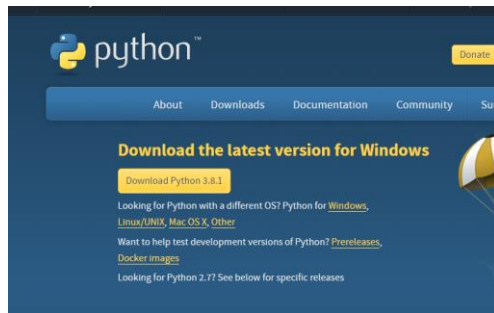 python™
Donate
About Downloads Documentation Community Su
Download the latest version for Windows
Download Python 3.8.1
Looking for Python with a different OS? Python for Windows,
Linux/UNIX, Mac OS X, Other
Want to help test development versions of Python? Prereleases,
Docker images
Looking for Python 2.7? See below for specific releases